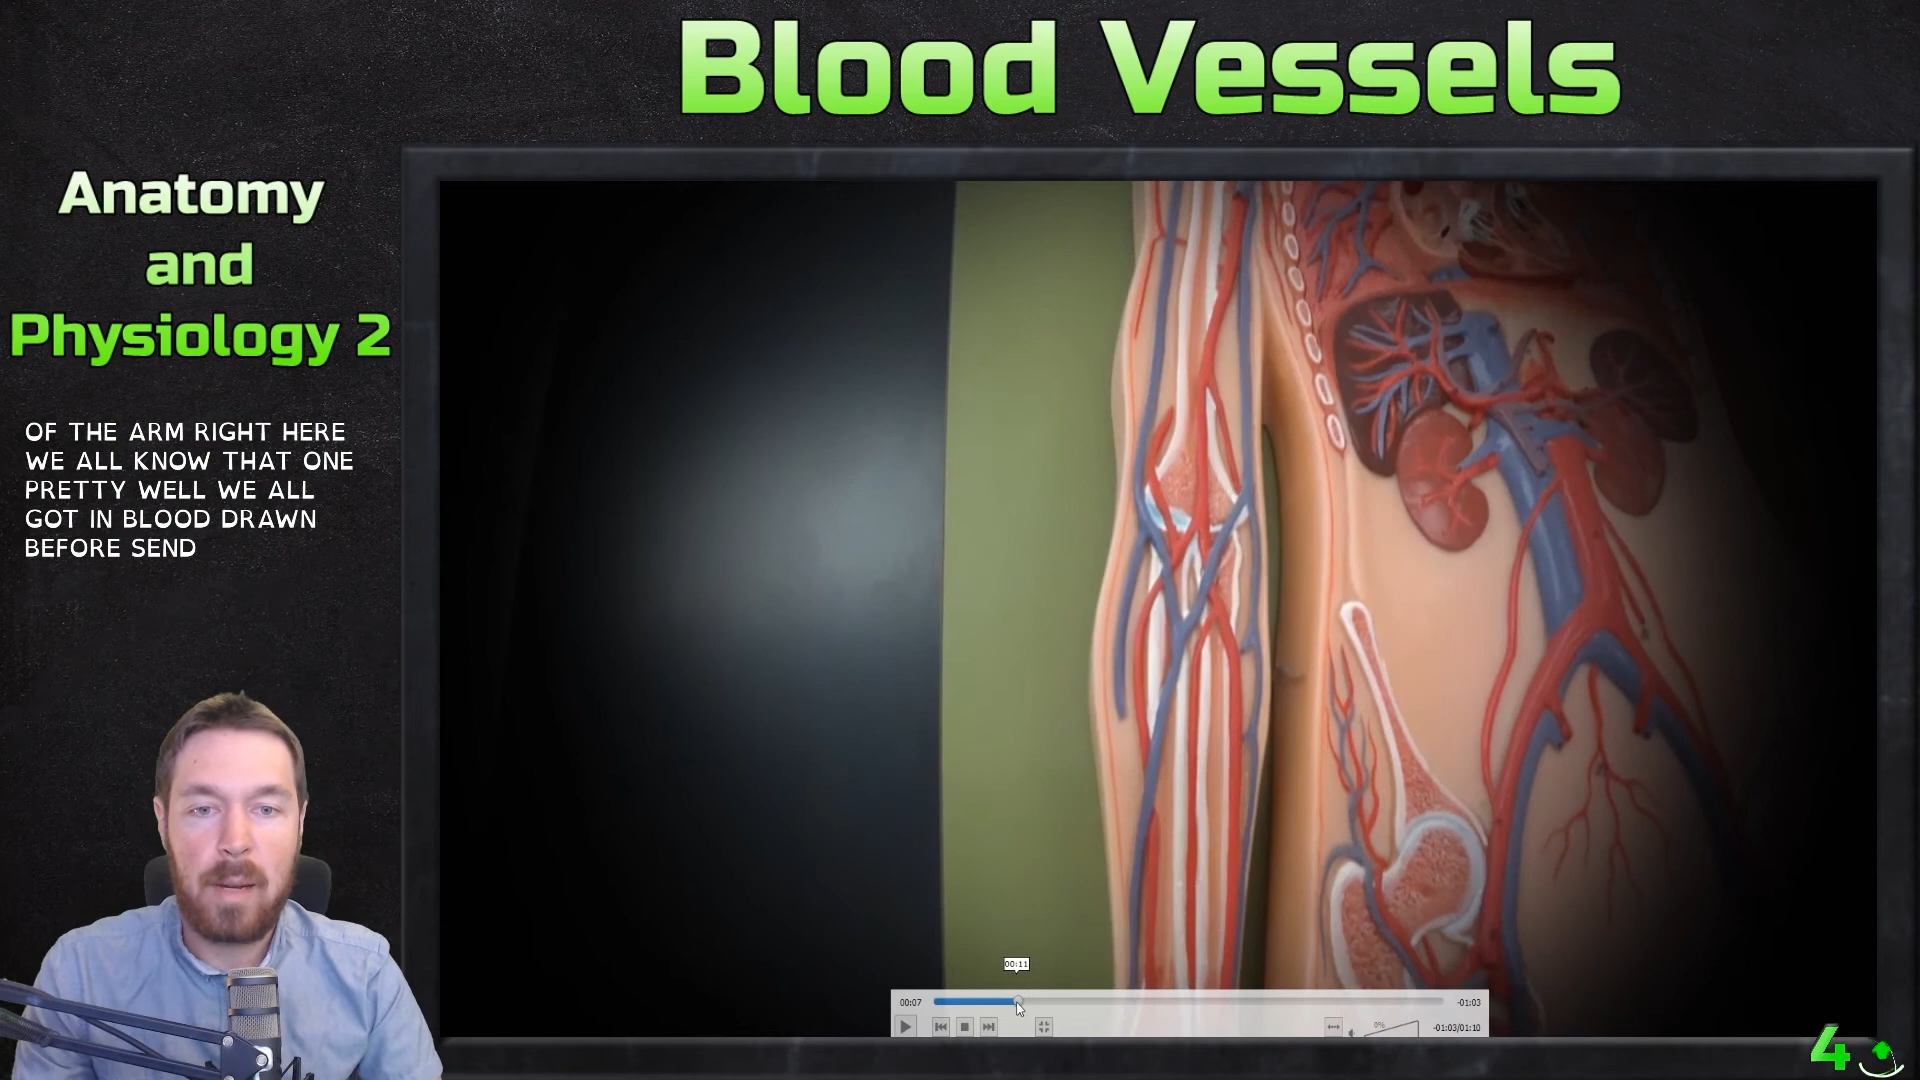 Blood Vessels
Anatomy
and
Physiology 2
OF THE ARM RIGHT HERE
WE ALL KNOW THAT ONE
PRETTY WELL WE ALL
GOT IN BLOOD DRAWN
BEFORE SEND
00:11
00:07
-01:03
0%
-01:03/01:10
4